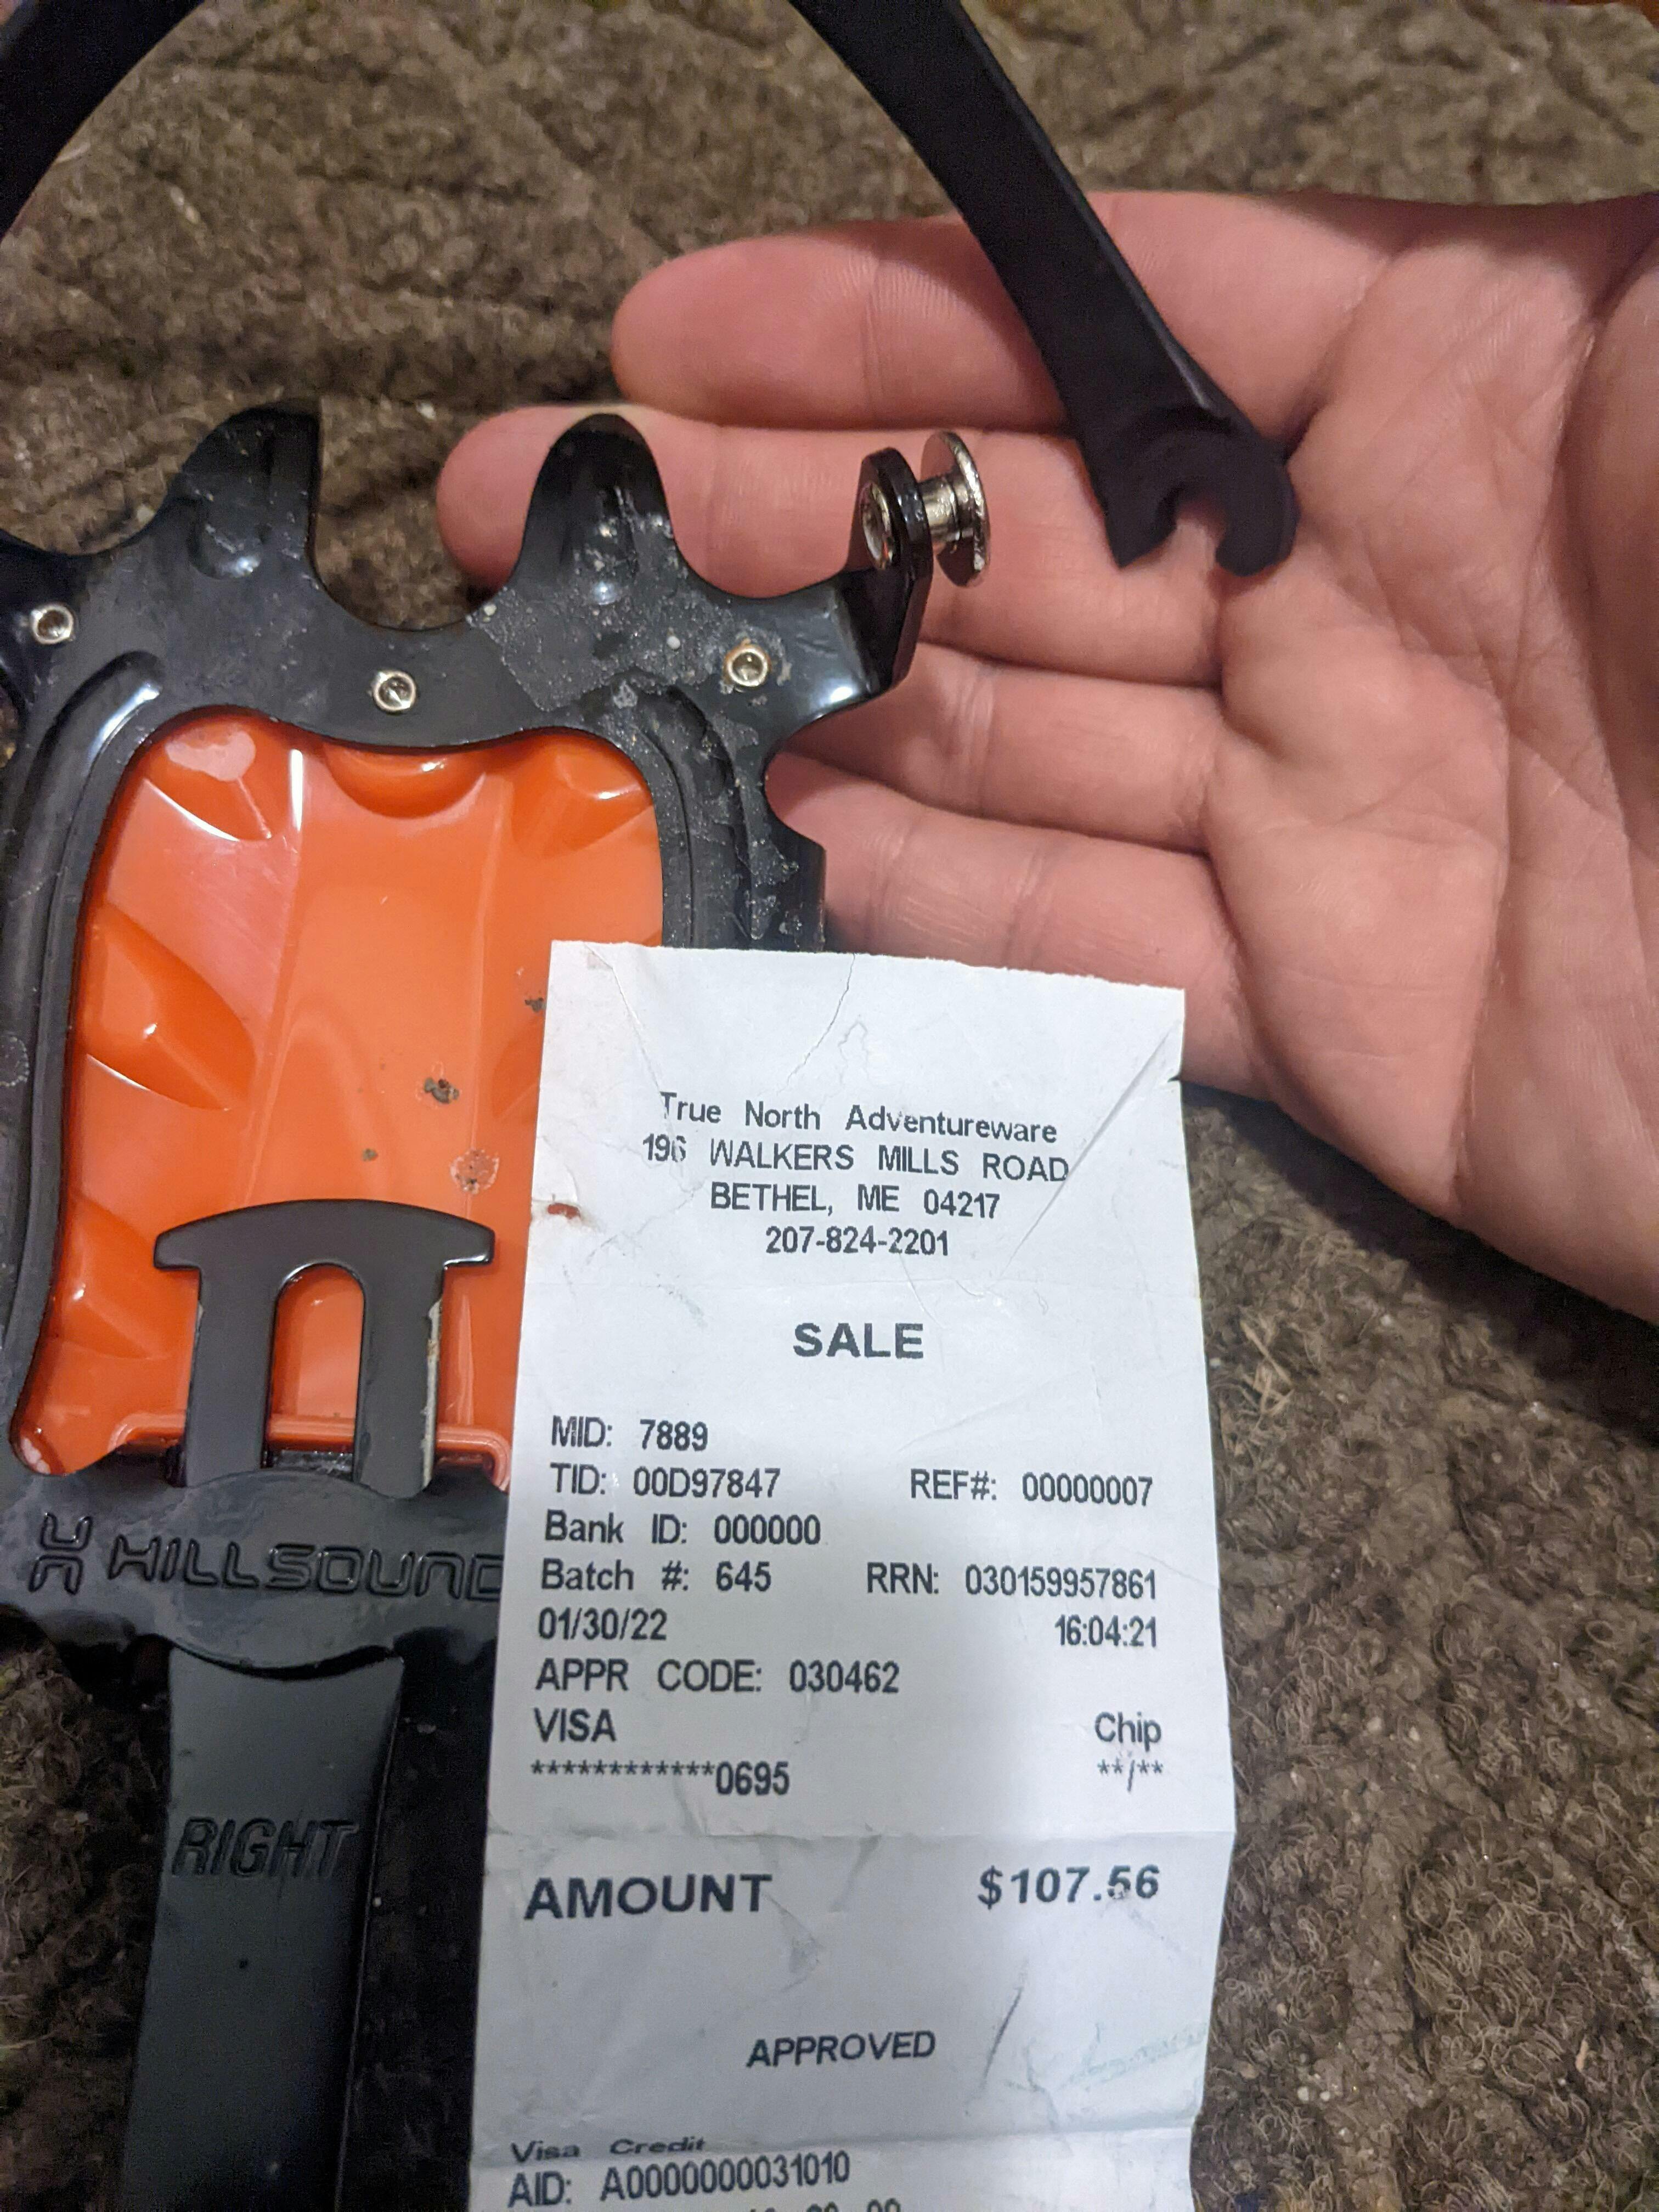 True North Adventureware
196 WALKERS MILLS ROAD
BETHEL, ME 04217
207-824-2201
SALE
MID: 7889
TID: 00D97847 REF#: 00000007
Bank ID: 000000
Batch #: 645 RRN: 030159957861
01/30/22 16:04:21
APPR CODE: 030462
VISA Chip
************0695 **/**
AMOUNT $107.56
APPROVED
Visa Credit
AID: A0000000031010
HILLSOUND
RIGHT